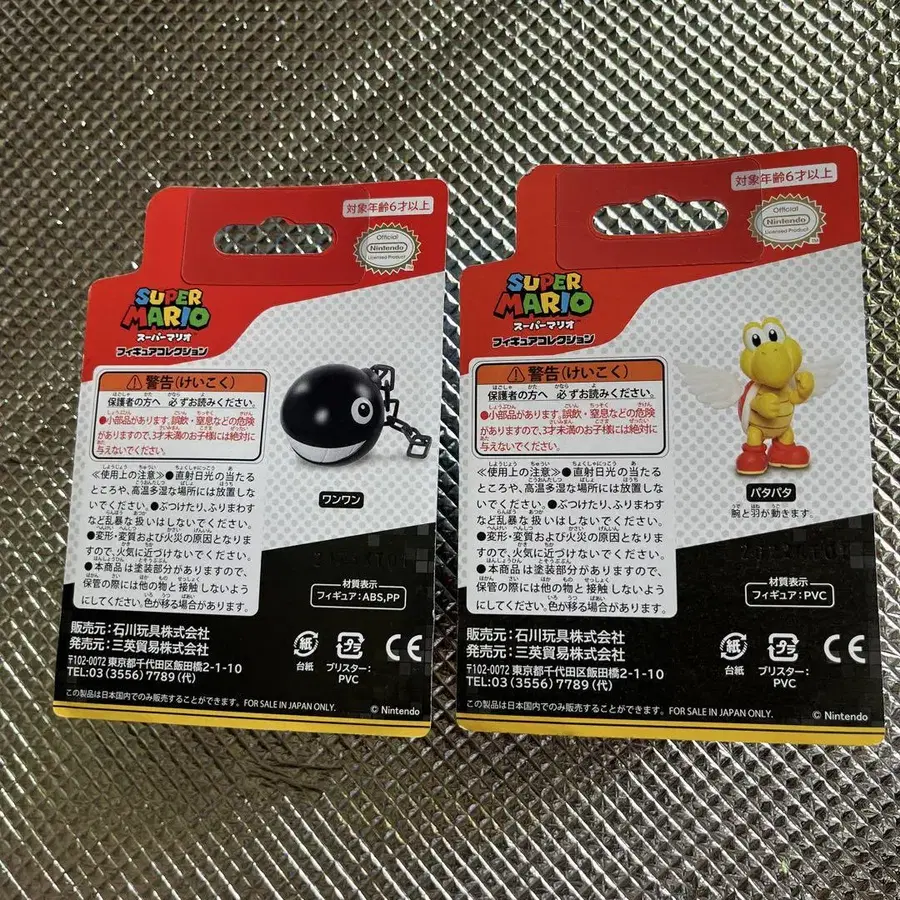 対象年齢6才以上
Official
Nintendo
Licensed Product
TM
SUPER
MARIO
スーパーマリオ
フィギュアコレクション
警告(けいこく)
保護者の方へ 必ずお読みください。
●小部品があります。誤飲・窒息などの危険
がありますので、3才未満のお子様には絶対に
与えないでください。
≪使用上の注意≫●直射日光の当たる
ところや、高温多湿な場所には放置しな
いでください。●ぶつけたり、ふりまわす
など乱暴な扱いはしないでください。
●変形・変質および火災の原因となりま
すので、火気に近づけないでください。
●本商品は塗装部分がありますので、
保管の際には他の物と接触しないよう
にしてください。色が移る場合があります。
ワンワン
材質表示
フィギュア:ABS,PP
販売元:石川玩具株式会社
発売元:三英貿易株式会社
〒102-0072 東京都千代田区飯田橋2-1-10
TEL:03(3556)7789(代)
紙
台紙
プラ
ブリスター:
PVC
CE
この製品は日本国内でのみ販売することができます。FOR SALE IN JAPAN ONLY.
© Nintendo
対象年齢6才以上
Official
Nintendo
Licensed Product
TM
SUPER
MARIO
スーパーマリオ
フィギュアコレクション
警告(けいこく)
保護者の方へ 必ずお読みください。
●小部品があります。誤飲・窒息などの危険
がありますので、3才未満のお子様には絶対に
与えないでください。
≪使用上の注意≫●直射日光の当たる
ところや、高温多湿な場所には放置しな
いでください。●ぶつけたり、ふりまわす
など乱暴な扱いはしないでください。
●変形・変質および火災の原因となりま
すので、火気に近づけないでください。
●本商品は塗装部分がありますので、
保管の際には他の物と接触しないよう
にしてください。色が移る場合があります。
パタパタ
腕と羽が動きます。
材質表示
フィギュア:PVC
販売元:石川玩具株式会社
発売元:三英貿易株式会社
〒102-0072 東京都千代田区飯田橋2-1-10
TEL:03(3556)7789(代)
紙
台紙
プラ
ブリスター:
PVC
CE
この製品は日本国内でのみ販売することができます。FOR SALE IN JAPAN ONLY.
© Nintendo